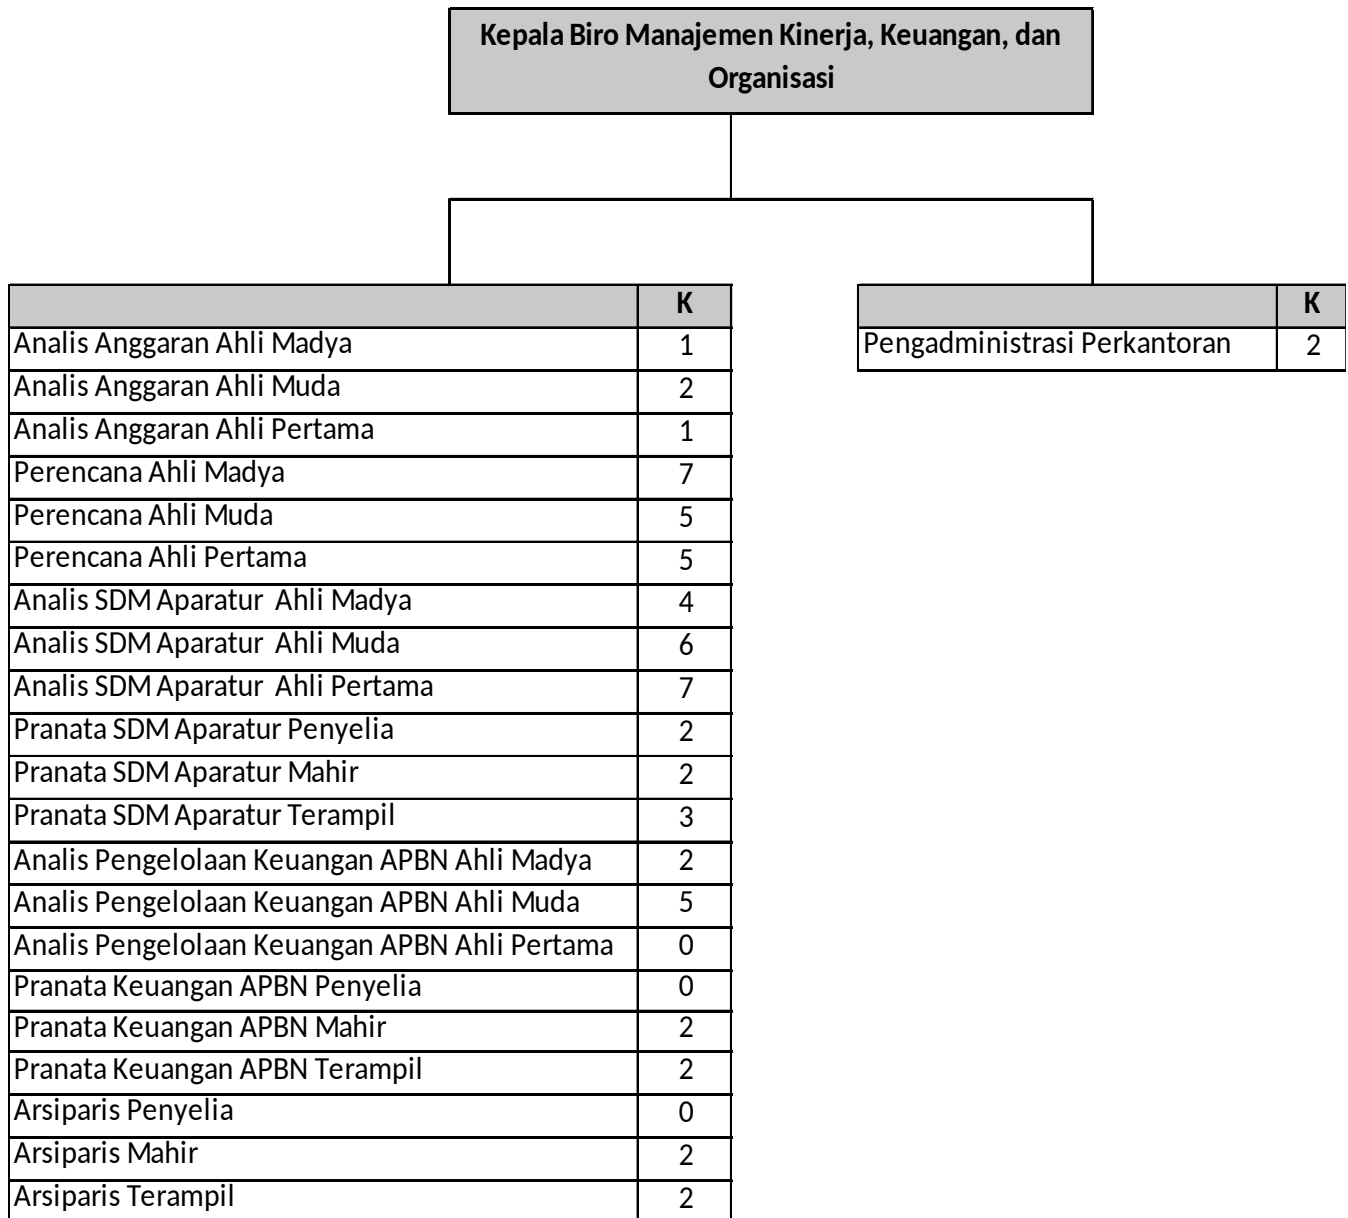 Kepala Biro Manajemen Kinerja, Keuangan, dan
Organisasi
K
Analis Anggaran Ahli Madya 1
Analis Anggaran Ahli Muda 2
Analis Anggaran Ahli Pertama 1
Perencana Ahli Madya 7
Perencana Ahli Muda 5
Perencana Ahli Pertama 5
Analis SDM Aparatur Ahli Madya 4
Analis SDM Aparatur Ahli Muda 6
Analis SDM Aparatur Ahli Pertama 7
Pranata SDM Aparatur Penyelia 2
Pranata SDM Aparatur Mahir 2
Pranata SDM Aparatur Terampil 3
Analis Pengelolaan Keuangan APBN Ahli Madya 2
Analis Pengelolaan Keuangan APBN Ahli Muda 5
Analis Pengelolaan Keuangan APBN Ahli Pertama 0
Pranata Keuangan APBN Penyelia 0
Pranata Keuangan APBN Mahir 2
Pranata Keuangan APBN Terampil 2
Arsiparis Penyelia 0
Arsiparis Mahir 2
Arsiparis Terampil 2
K
Pengadministrasi Perkantoran 2